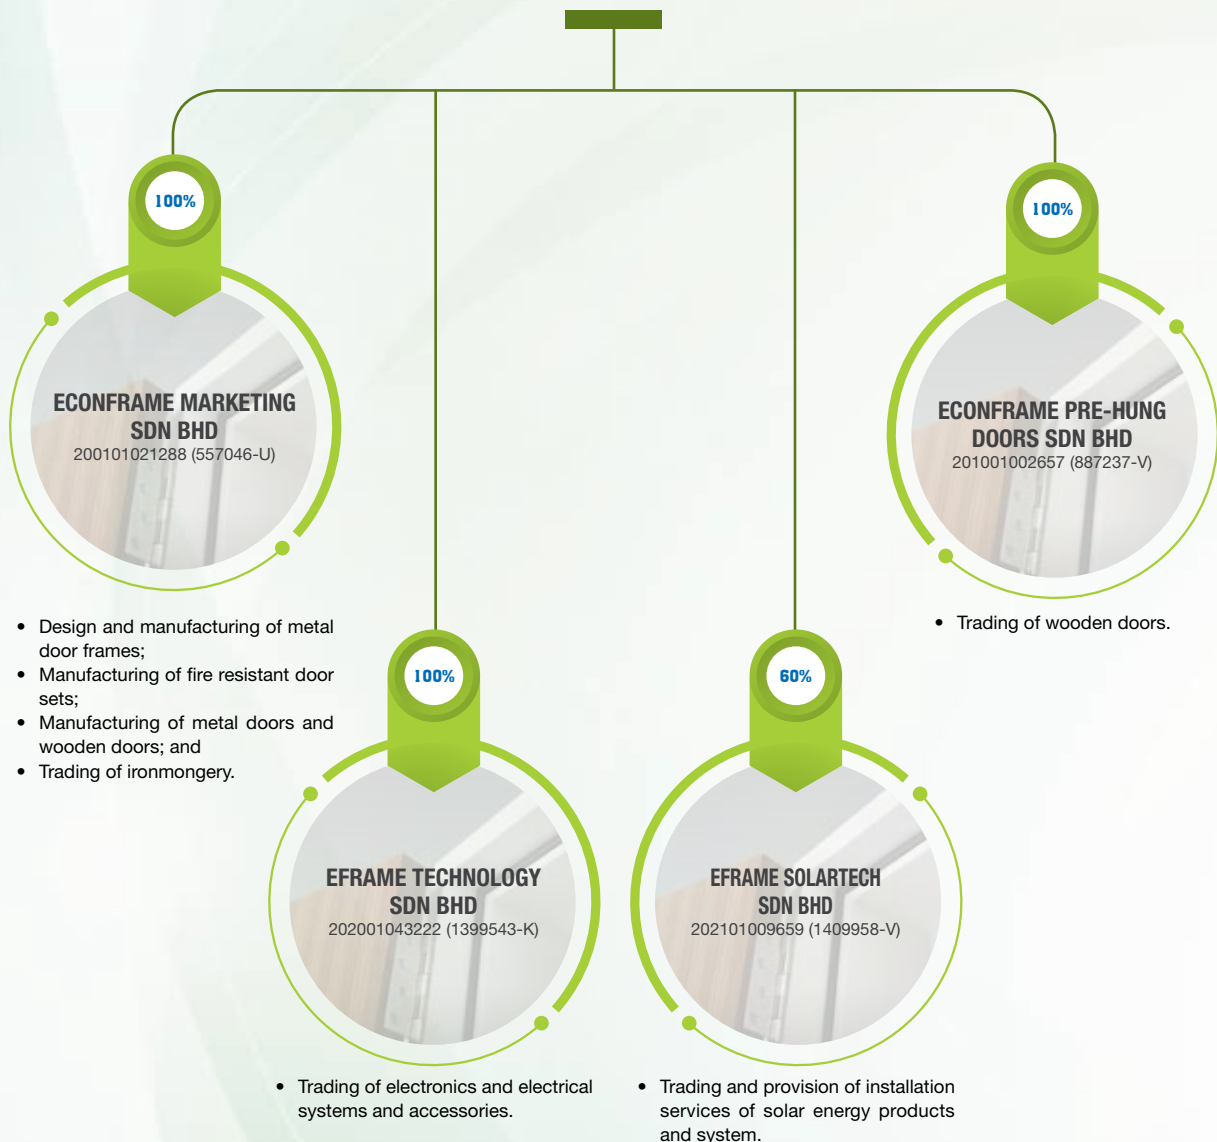 100%
ECONFRAME MARKETING
SDN BHD
200101021288 (557046-U)
• Design and manufacturing of metal
door frames;
• Manufacturing of fire resistant door
sets;
• Manufacturing of metal doors and
wooden doors; and
• Trading of ironmongery.
100%
EFRAME TECHNOLOGY
SDN BHD
202001043222 (1399543-K)
• Trading of electronics and electrical
systems and accessories.
60%
EFRAME SOLARTECH
SDN BHD
202101009659 (1409958-V)
• Trading and provision of installation
services of solar energy products
and system.
100%
ECONFRAME PRE-HUNG
DOORS SDN BHD
201001002657 (887237-V)
• Trading of wooden doors.